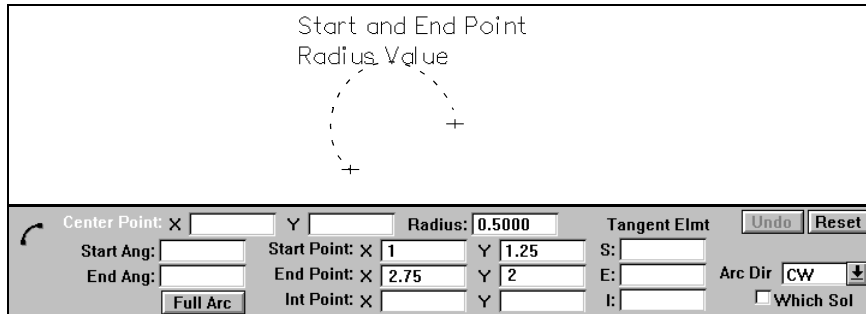 Start and End Point
Radius Value
Center Point: X Y Radius: 0.5000 Tangent Elmt Undo Reset
Start Ang: Start Point: X 1 Y 1.25 S:
End Ang: End Point: X 2.75 Y 2 E: Arc Dir CW
Full Arc Int Point: X Y I: Which Sol